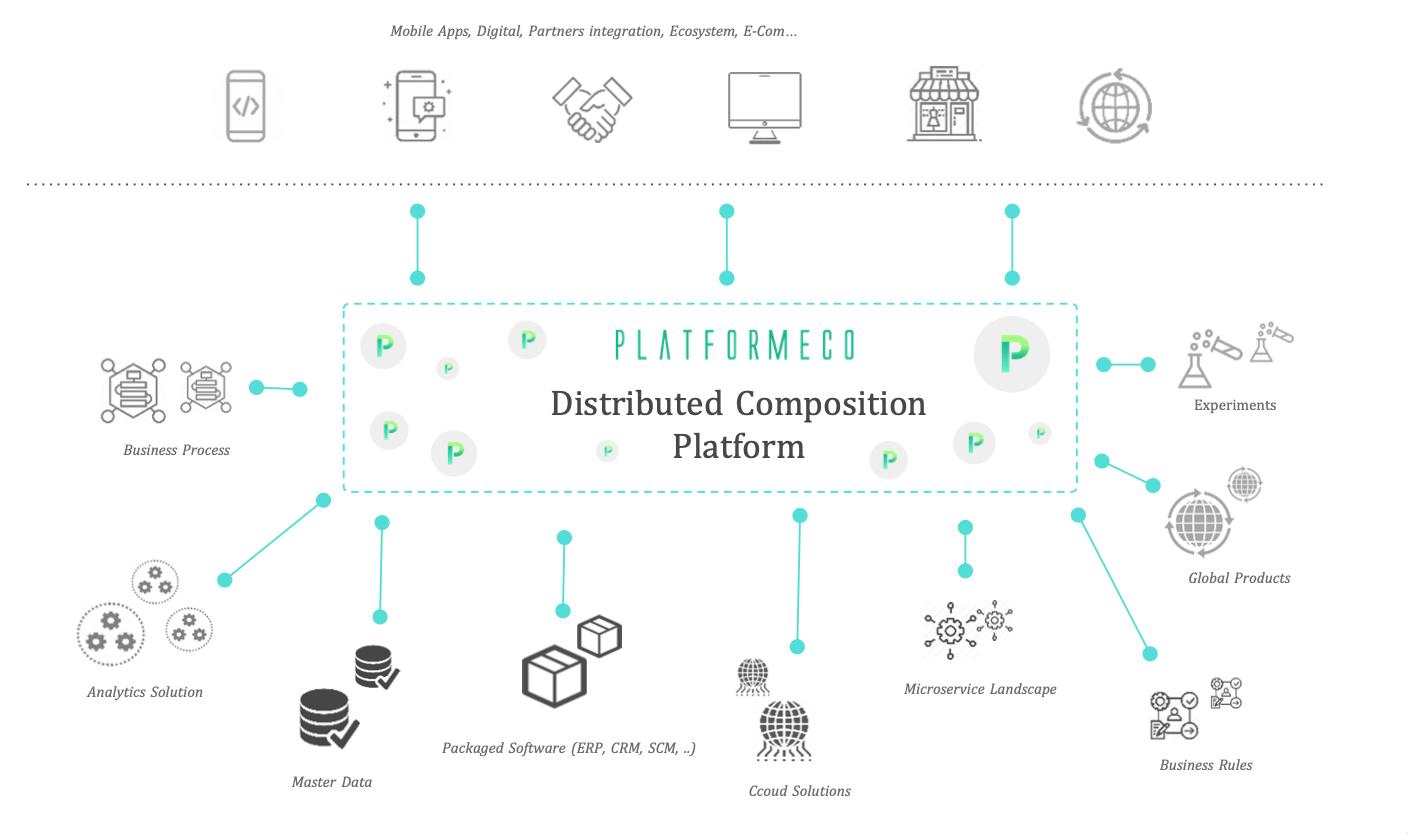 Mobile Apps, Digital, Partners integration, Ecosystem, E-Com...
</>
P P P P
PLATFORMECO
Distributed Composition
Platform
P P P P P P
Business Process
Experiments
Global Products
Analytics Solution
Microservice Landscape
Packaged Software (ERP, CRM, SCM, ..)
Business Rules
Master Data
Ccoud Solutions